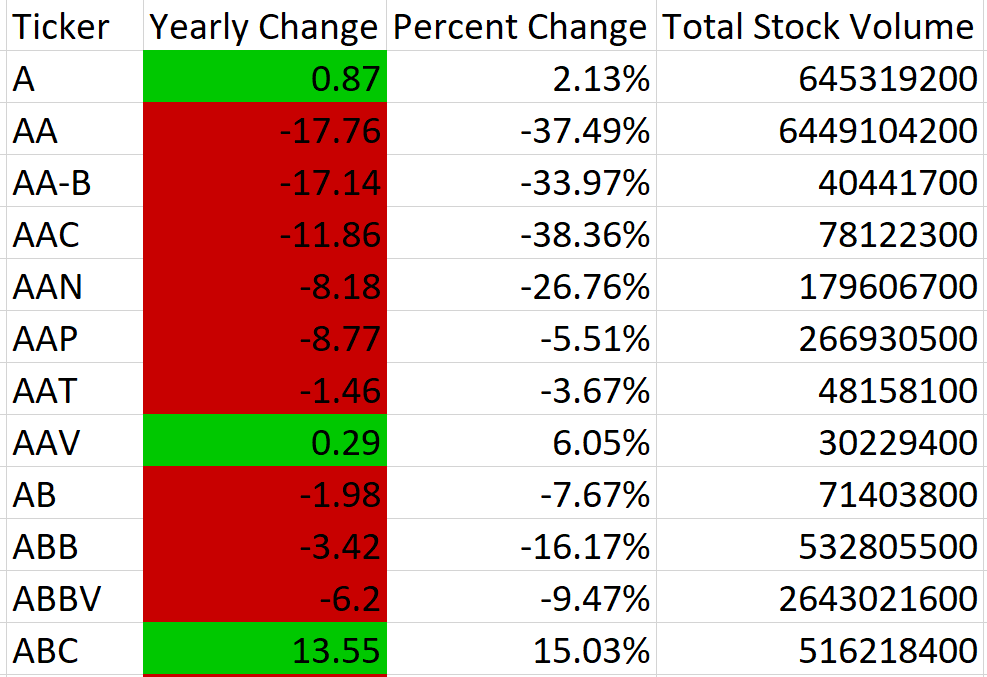 Ticker Yearly Change Percent Change Total Stock Volume
A 0.87 2.13% 645319200
AA -17.76 -37.49% 6449104200
AA-B -17.14 -33.97% 40441700
AAC -11.86 -38.36% 78122300
AAN -8.18 -26.76% 179606700
AAP -8.77 -5.51% 266930500
AAT -1.46 -3.67% 48158100
AAV 0.29 6.05% 30229400
AB -1.98 -7.67% 71403800
ABB -3.42 -16.17% 532805500
ABBV -6.2 -9.47% 2643021600
ABC 13.55 15.03% 516218400